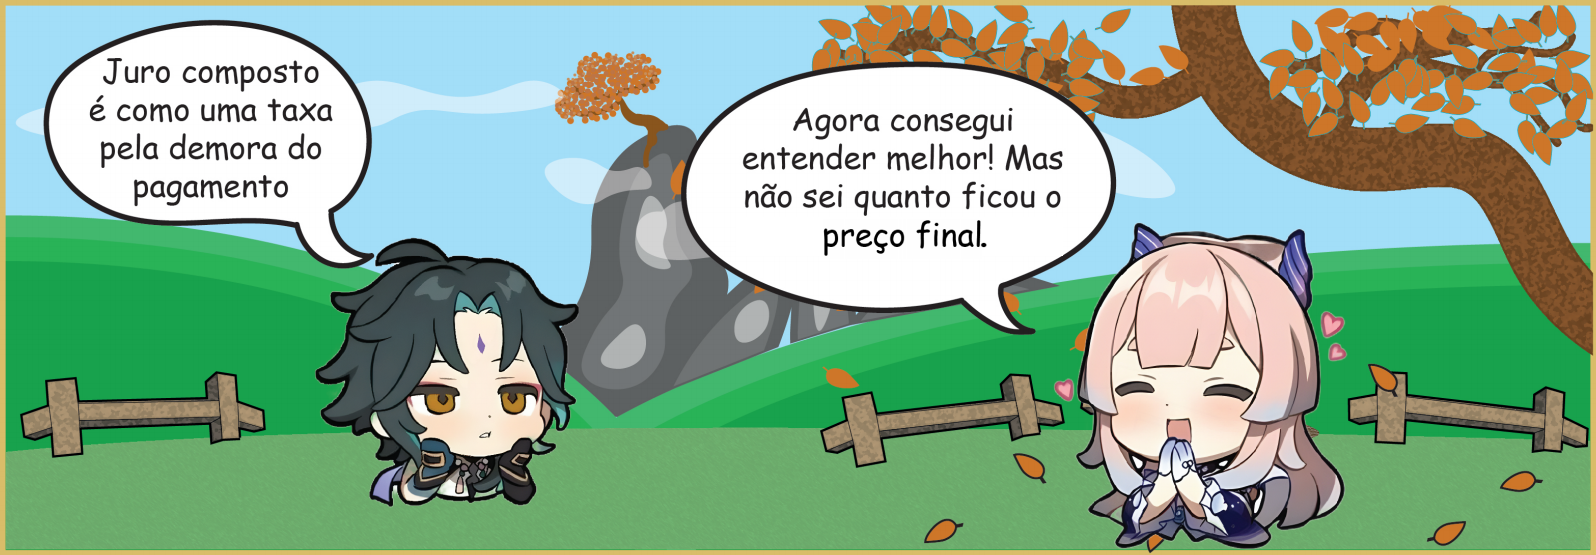 Juro composto
é como uma taxa
pela demora do
pagamento
Agora consegui
entender melhor! Mas
não sei quanto ficou o
preço final.